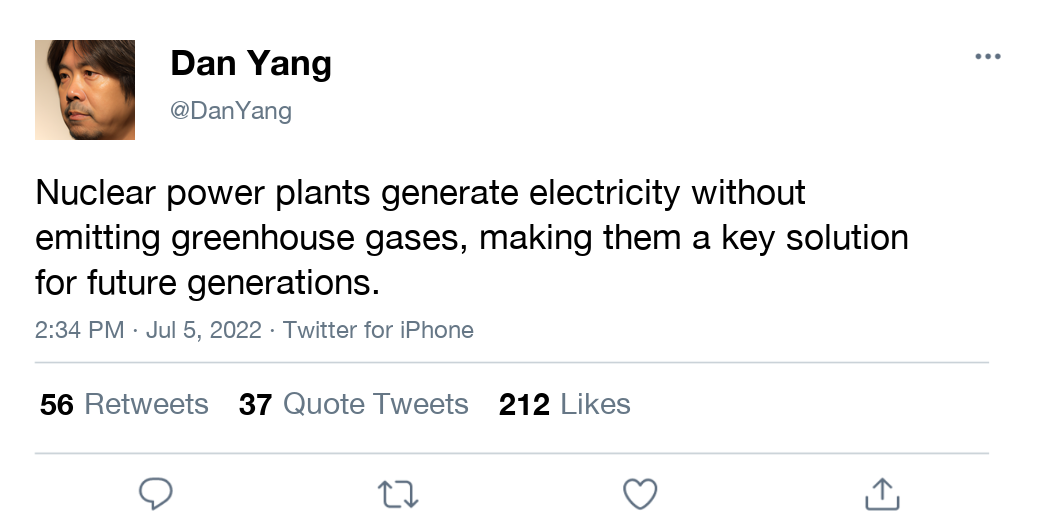 Dan Yang
@DanYang
Nuclear power plants generate electricity without
emitting greenhouse gases, making them a key solution
for future generations.
2:34 PM · Jul 5, 2022 · Twitter for iPhone
56 Retweets 37 Quote Tweets 212 Likes